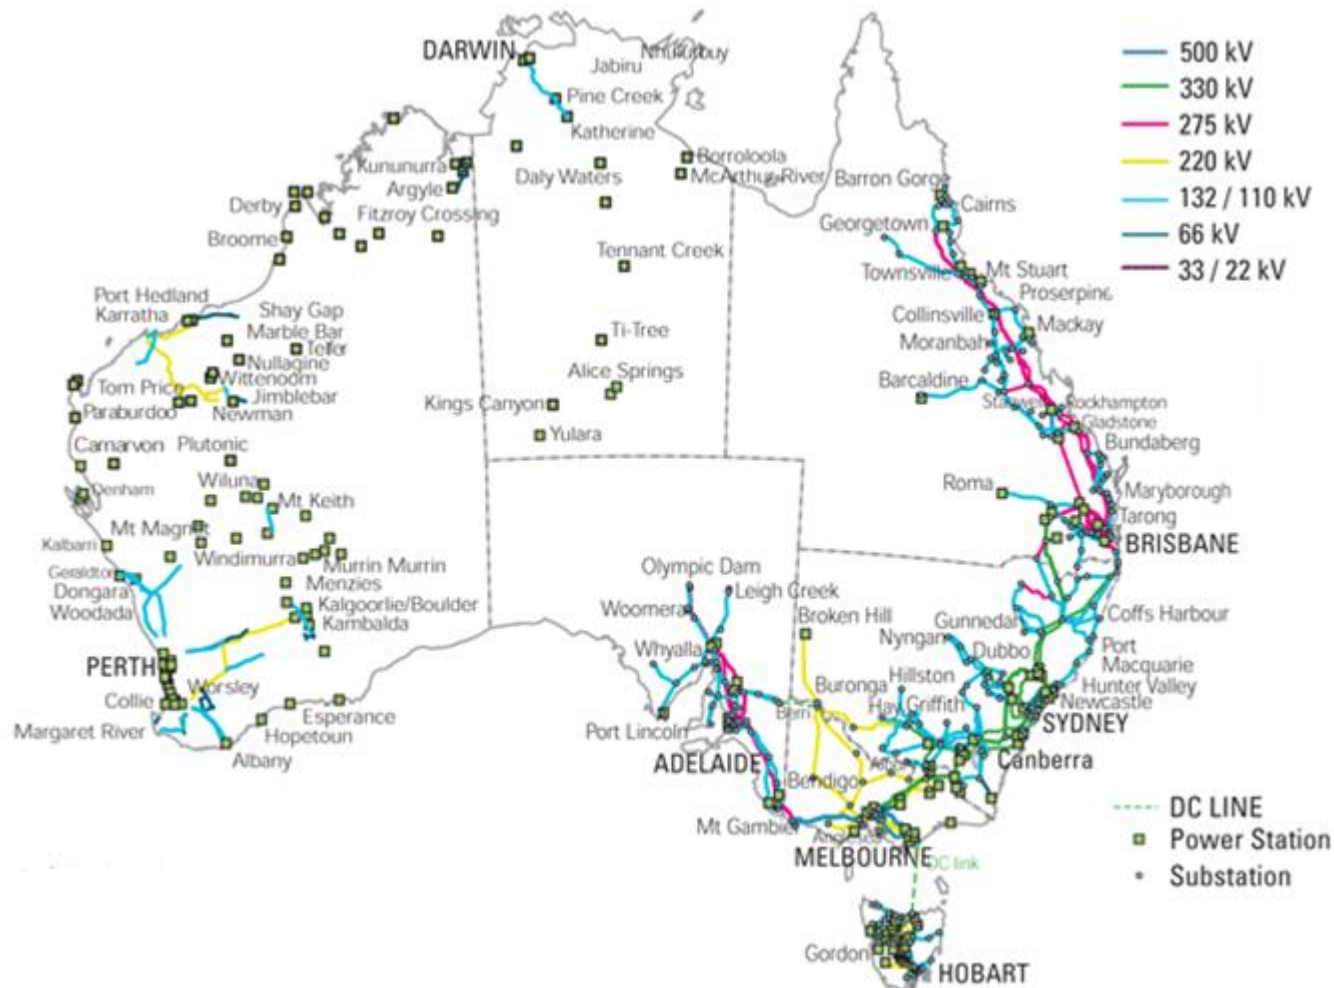 DARWIN
Nhulunbuy
Jabiru
Pine Creek
Katherine
Borroloola
McArthur River
Daly Waters
Kununurra
Argyle
Derby
Fitzroy Crossing
Broome
Tennant Creek
Barron Gorge
Cairns
Georgetown
Townsville
Mt Stuart
Proserpine
Collinsville
Mackay
Moranbah
Barcaldine
Stanwell
Rockhampton
Gladstone
Bundaberg
Port Hedland
Karratha
Shay Gap
Marble Bar
Telfer
Nullagine
Wittenoom
Tom Price
Jimblebar
Paraburdoo
Newman
Ti-Tree
Alice Springs
Kings Canyon
Yulara
Carnarvon
Plutonic
Denham
Wiluna
Mt Keith
Mt Magnet
Kalbarri
Windimurra
Murrin Murrin
Geraldton
Menzies
Dongara
Woodada
Kalgoorlie/Boulder
Kambalda
PERTH
Worsley
Collie
Margaret River
Esperance
Hopetoun
Albany
Roma
Maryborough
Tarong
BRISBANE
Olympic Dam
Leigh Creek
Woomera
Broken Hill
Whyalla
Gunnedah
Coffs Harbour
Nyngan
Dubbo
Port
Macquarie
Hillston
Hunter Valley
Newcastle
Buronga
Hay
Griffith
Berri
SYDNEY
Port Lincoln
ADELAIDE
Canberra
Bendigo
Mt Gambier
MELBOURNE
DC link
Gordon
HOBART
500 kV
330 kV
275 kV
220 kV
132 / 110 kV
66 kV
33 / 22 kV
DC LINE
Power Station
Substation